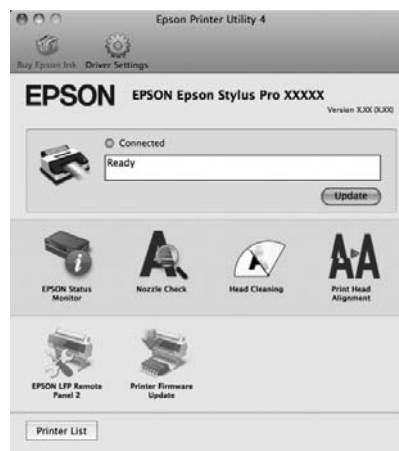 Epson Printer Utility 4
Buy Epson Ink
Driver Settings
EPSON
EPSON Epson Stylus Pro XXXXX
Version X.XX (X.XX)
Connected
Ready
Update
EPSON Status
Monitor
Nozzle Check
Head Cleaning
Print Head
Alignment
EPSON LFP Remote
Panel 2
Printer Firmware
Update
Printer List